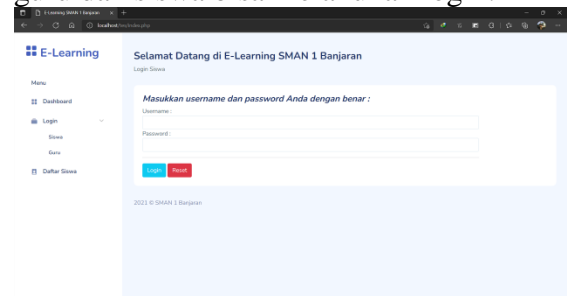 E-Learning SMAN 1 Banjaran
localhost/sis/index.php
E-Learning
Menu
Dashboard
Login
Siswa
Guru
Daftar Siswa
Selamat Datang di E-Learning SMAN 1 Banjaran
Login Siswa
Masukkan username dan password Anda dengan benar :
Username :
Password :
Login Reset
2021 © SMAN 1 Banjaran